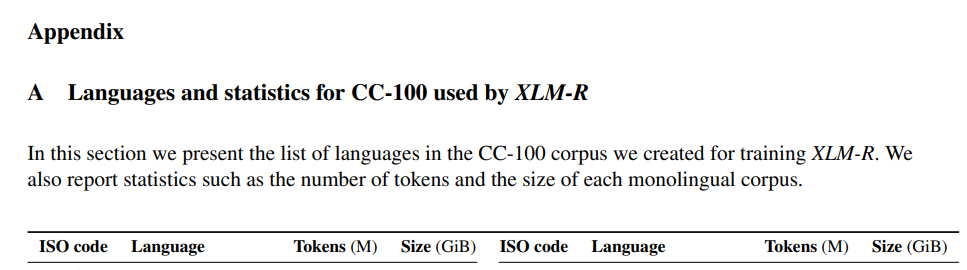 Appendix
A Languages and statistics for CC-100 used by XLM-R
In this section we present the list of languages in the CC-100 corpus we created for training XLM-R. We
also report statistics such as the number of tokens and the size of each monolingual corpus.
ISO code Language Tokens (M) Size (GiB) ISO code Language Tokens (M) Size (GiB)